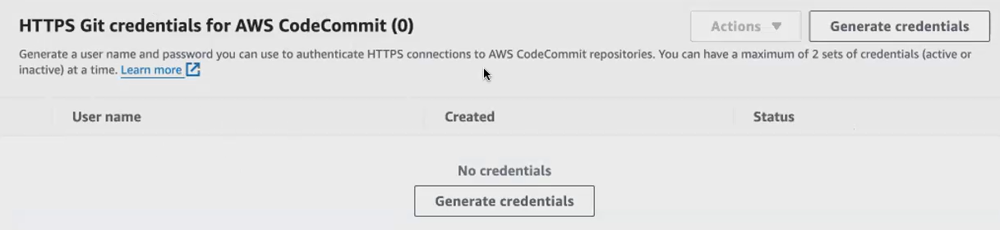 HTTPS Git credentials for AWS CodeCommit (0)
Actions
Generate credentials
Generate a user name and password you can use to authenticate HTTPS connections to AWS CodeCommit repositories. You can have a maximum of 2 sets of credentials (active or
inactive) at a time. Learn more
User name
Created
Status
No credentials
Generate credentials